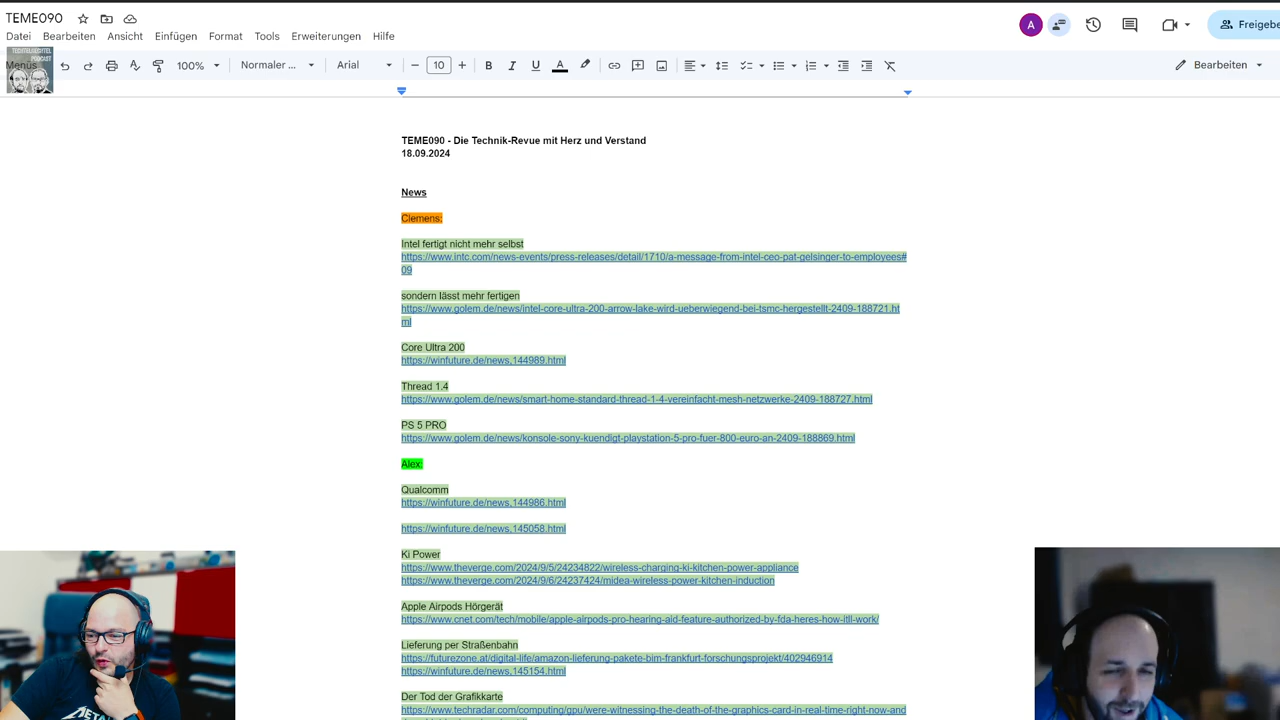 TEME090
A
Freigebe
Datei Bearbeiten Ansicht Einfügen Format Tools Erweiterungen Hilfe
TECHTELMECHTEL
PODCAST
Menüs 100% Normaler ... Arial 10 B I U A Bearbeiten
TEME090 - Die Technik-Revue mit Herz und Verstand
18.09.2024
News
Clemens:
Intel fertigt nicht mehr selbst
https://www.intc.com/news-events/press-releases/detail/1710/a-message-from-intel-ceo-pat-gelsinger-to-employees#
09
sondern lässt mehr fertigen
https://www.golem.de/news/intel-core-ultra-200-arrow-lake-wird-ueberwiegend-bei-tsmc-hergestellt-2409-188721.ht
ml
Core Ultra 200
https://winfuture.de/news,144989.html
Thread 1.4
https://www.golem.de/news/smart-home-standard-thread-1-4-vereinfacht-mesh-netzwerke-2409-188727.html
PS 5 PRO
https://www.golem.de/news/konsole-sony-kuendigt-playstation-5-pro-fuer-800-euro-an-2409-188869.html
Alex:
Qualcomm
https://winfuture.de/news,144986.html
https://winfuture.de/news,145058.html
Ki Power
https://www.theverge.com/2024/9/5/24234822/wireless-charging-ki-kitchen-power-appliance
https://www.theverge.com/2024/9/6/24237424/midea-wireless-power-kitchen-induction
Apple Airpods Hörgerät
https://www.cnet.com/tech/mobile/apple-airpods-pro-hearing-aid-feature-authorized-by-fda-heres-how-itll-work/
Lieferung per Straßenbahn
https://futurezone.at/digital-life/amazon-lieferung-pakete-bim-frankfurt-forschungsprojekt/402946914
https://winfuture.de/news,145154.html
Der Tod der Grafikkarte
https://www.techradar.com/computing/gpu/were-witnessing-the-death-of-the-graphics-card-in-real-time-right-now-and
METAL